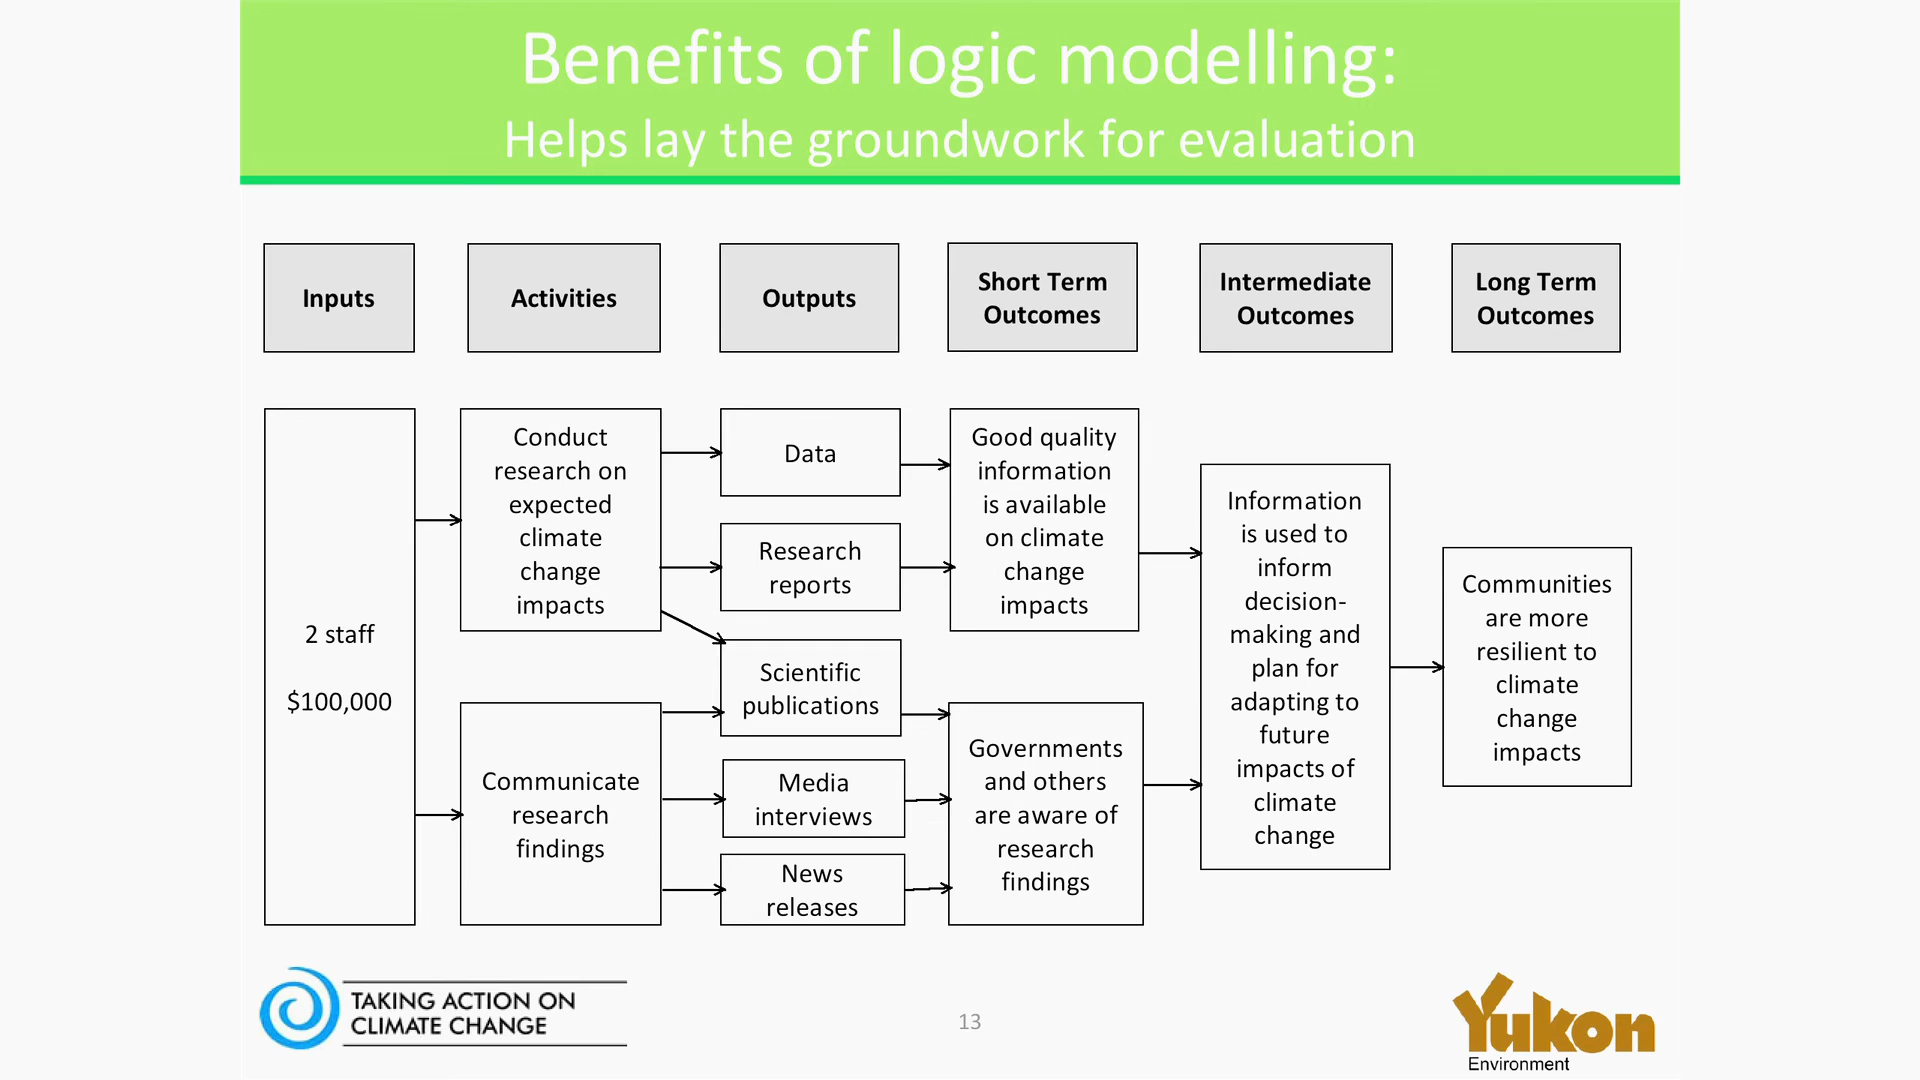 Benefits of logic modelling:
Helps lay the groundwork for evaluation
Inputs
Activities
Outputs
Short Term
Outcomes
Intermediate
Outcomes
Long Term
Outcomes
2 staff
$100,000
Conduct
research on
expected
climate
change
impacts
Communicate
research
findings
Data
Research
reports
Scientific
publications
Media
interviews
News
releases
Good quality
information
is available
on climate
change
impacts
Governments
and others
are aware of
research
findings
Information
is used to
inform
decision-
making and
plan for
adapting to
future
impacts of
climate
change
Communities
are more
resilient to
climate
change
impacts
TAKING ACTION ON
CLIMATE CHANGE
13
Yukon
Environment